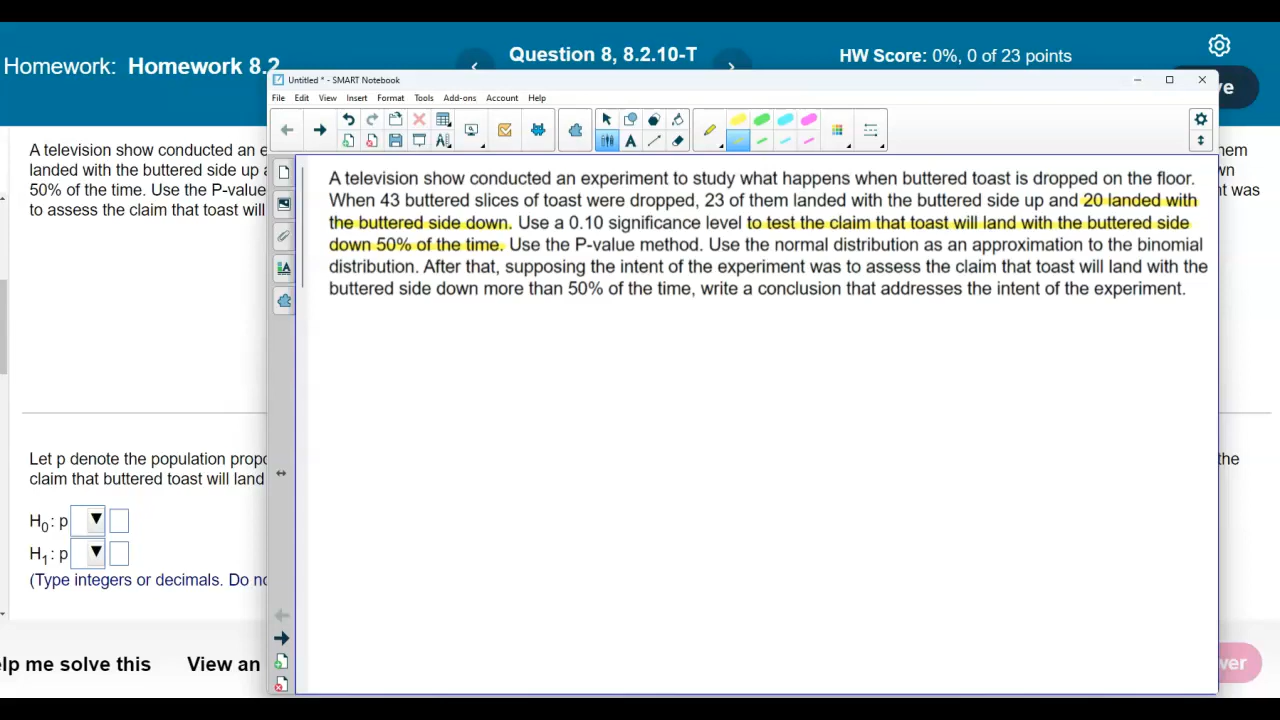 Homework: Homework 8.2
Question 8, 8.2.10-T
HW Score: 0%, 0 of 23 points
ve
Untitled * - SMART Notebook
File Edit View Insert Format Tools Add-ons Account Help
A television show conducted an e
landed with the buttered side up a
50% of the time. Use the P-value
to assess the claim that toast will
hem
wn
t was
A television show conducted an experiment to study what happens when buttered toast is dropped on the floor.
When 43 buttered slices of toast were dropped, 23 of them landed with the buttered side up and 20 landed with
the buttered side down. Use a 0.10 significance level to test the claim that toast will land with the buttered side
down 50% of the time. Use the P-value method. Use the normal distribution as an approximation to the binomial
distribution. After that, supposing the intent of the experiment was to assess the claim that toast will land with the
buttered side down more than 50% of the time, write a conclusion that addresses the intent of the experiment.
Let p denote the population propo
the
claim that buttered toast will land
H0: p
H1: p
(Type integers or decimals. Do no
elp me solve this
View an
wer